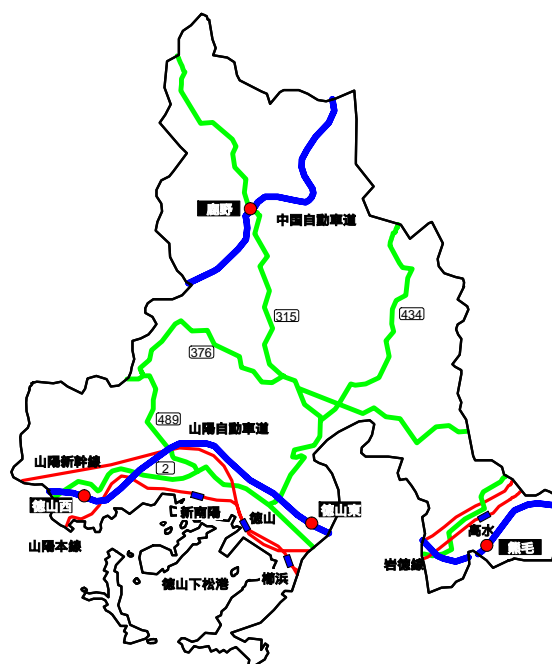 鹿野
中国自動車道
315
434
376
489
山陽自動車道
山陽新幹線
2
徳山西
新南陽
徳山
徳山東
山陽本線
高水
熊毛
岩徳線
徳山下松港
櫛浜